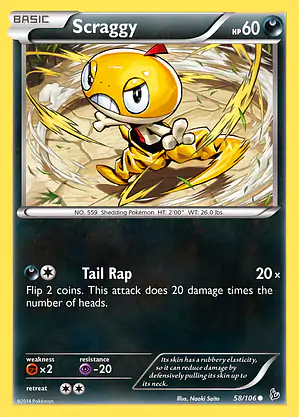 BASIC
Scraggy
HP60
NO. 559 Shedding Pokémon HT: 2'00" WT: 26.0 lbs.
Tail Rap 20×
Flip 2 coins. This attack does 20 damage times the
number of heads.
weakness
×2
resistance
-20
retreat
Its skin has a rubbery elasticity,
so it can reduce damage by
defensively pulling its skin up to
its neck.
Illus. Naoki Saito
58/106
©2014 Pokémon